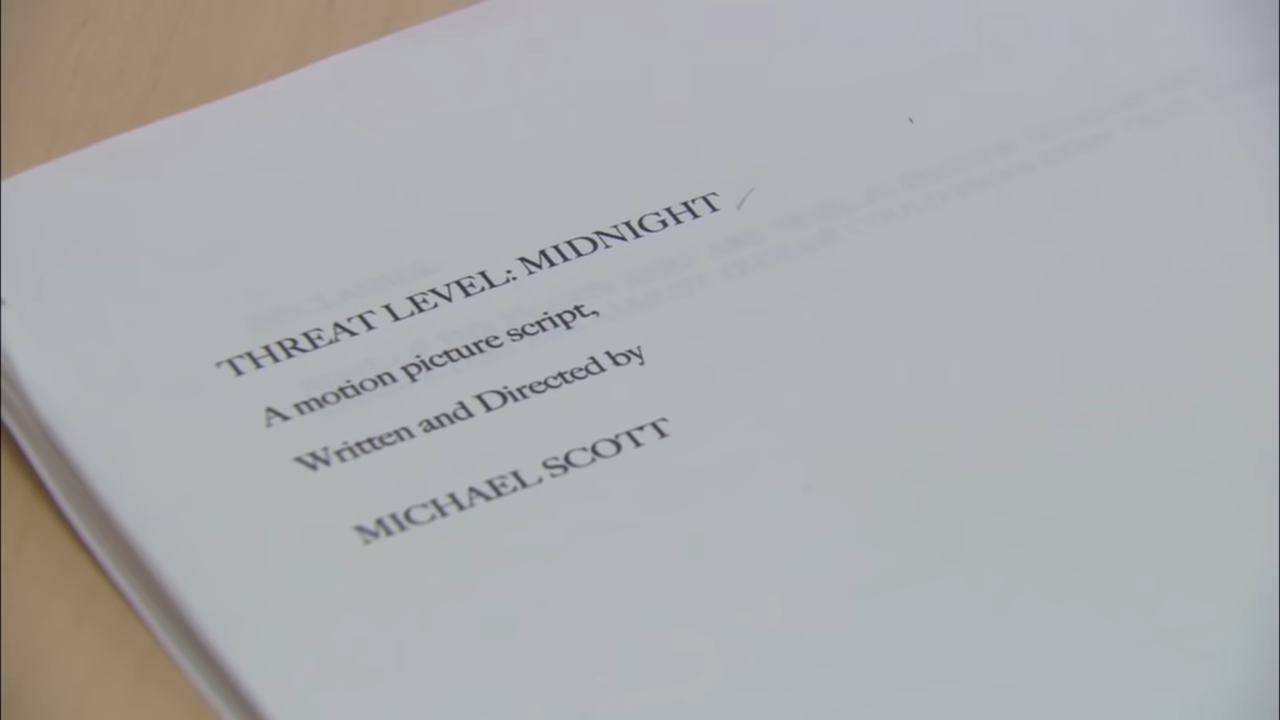 THREAT LEVEL: MIDNIGHT
A motion picture script,
Written and Directed by
MICHAEL SCOTT